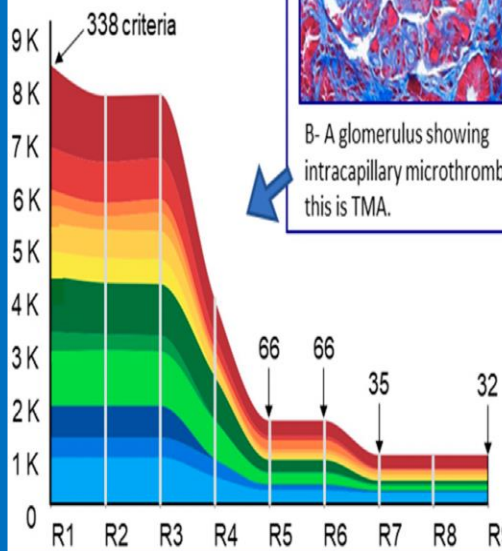 338 criteria
9 K
8 K
7 K
6 K
5 K
4 K
3 K
2 K
1 K
0
B- A glomerulus showing
intracapillary
this is TMA.
66
66
35
32
R1
R2
R3
R4
R5
R6
R7
R8